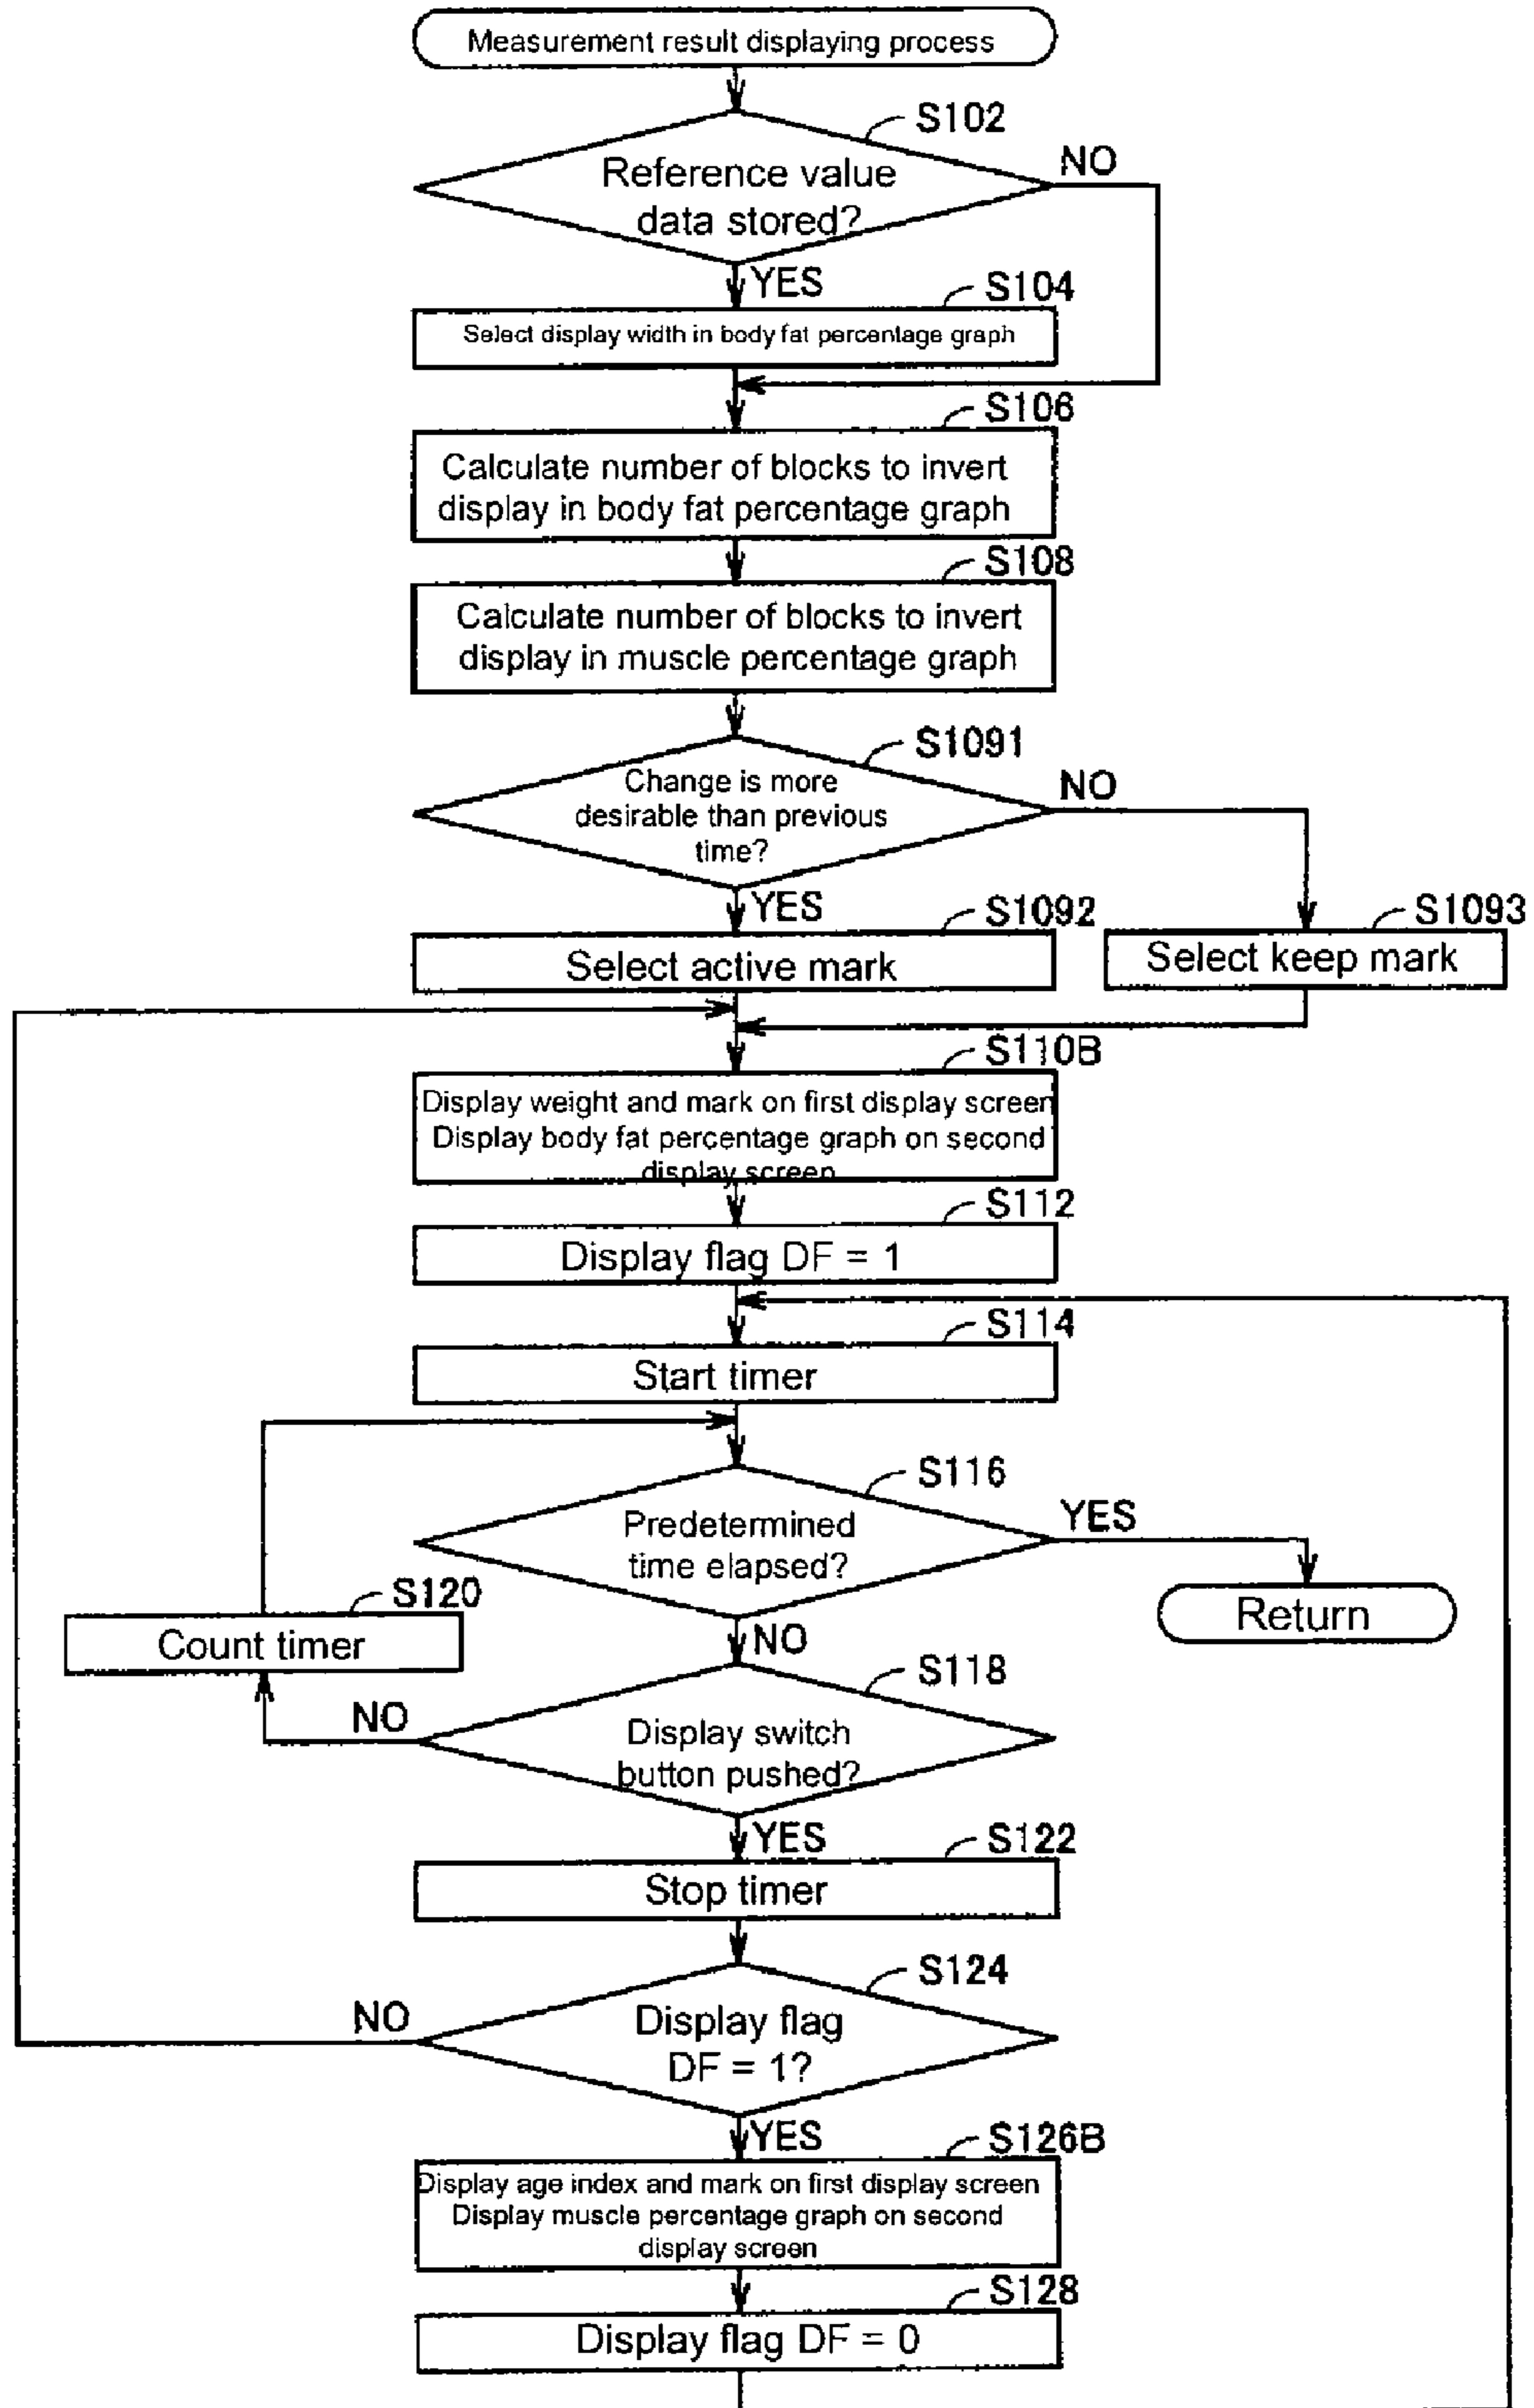 Measurement result displaying process
S102
Reference value
data stored?
NO
YES
S104
Select display width in body fat percentage graph
S106
Calculate number of blocks to invert
display in body fat percentage graph
S108
Calculate number of blocks to invert
display in muscle percentage graph
S1091
Change is more
desirable than previous
time?
NO
YES
S1092
Select active mark
S1093
Select keep mark
S110B
Display weight and mark on first display screen
Display body fat percentage graph on second
display screen
S112
Display flag DF = 1
S114
Start timer
S116
Predetermined
time elapsed?
YES
Return
NO
S120
Count timer
S118
Display switch
button pushed?
NO
YES
S122
Stop timer
S124
Display flag
DF = 1?
NO
YES
S126B
Display age index and mark on first display screen
Display muscle percentage graph on second
display screen
S128
Display flag DF = 0